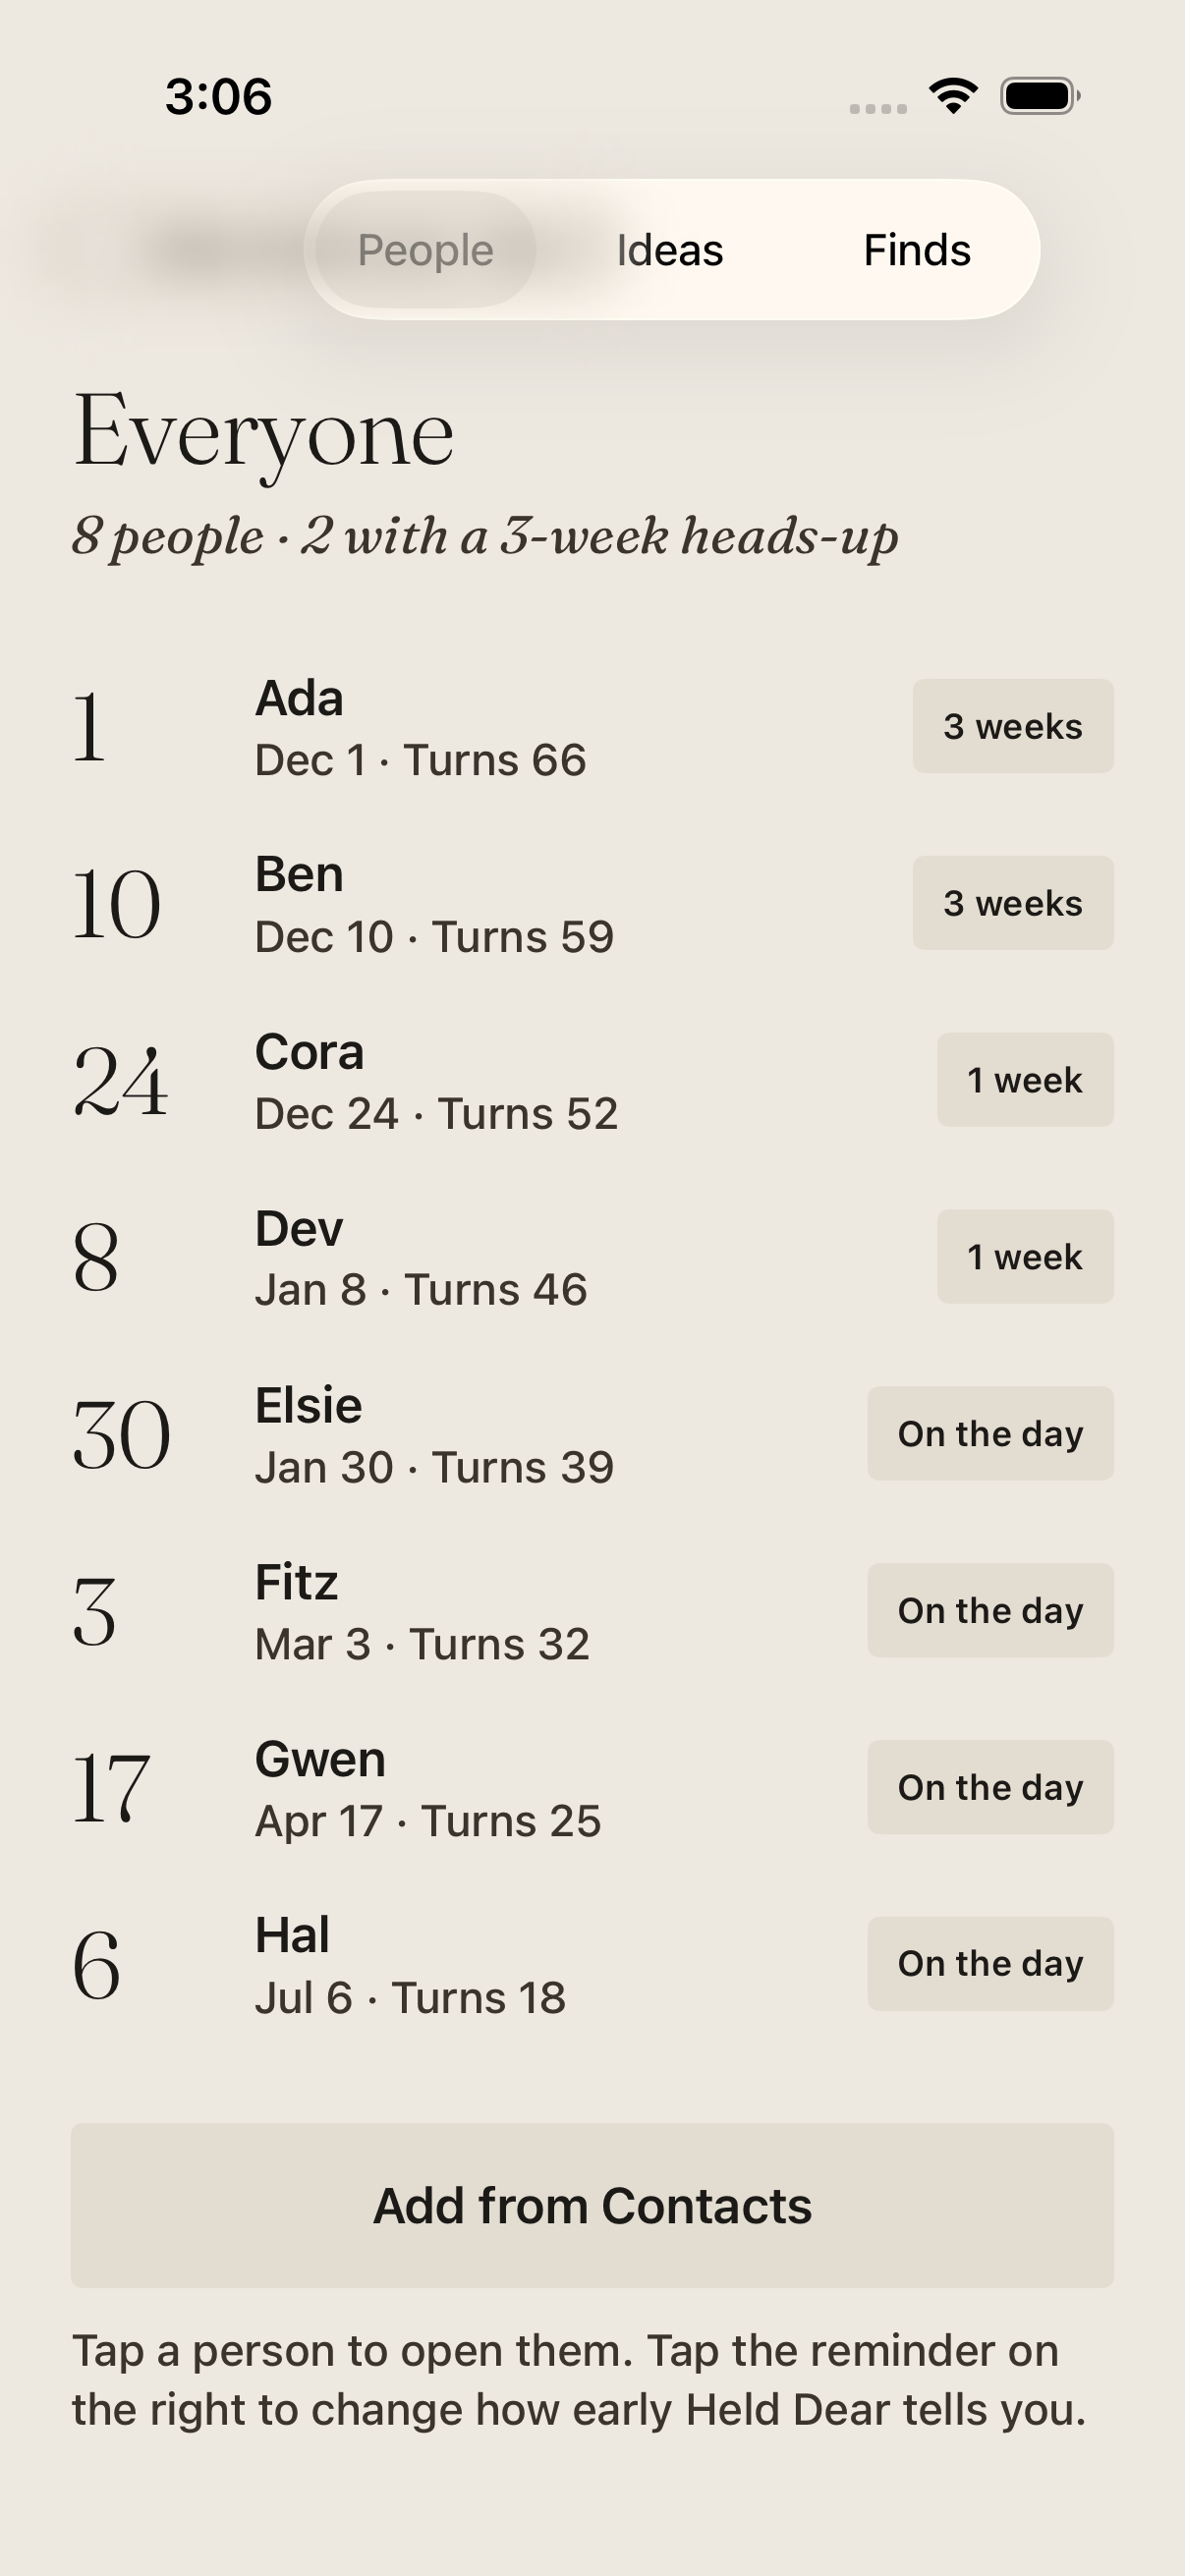 3:06
People Ideas Finds
Everyone
8 people · 2 with a 3-week heads-up
1
Ada
Dec 1 · Turns 66
3 weeks
10
Ben
Dec 10 · Turns 59
3 weeks
24
Cora
Dec 24 · Turns 52
1 week
8
Dev
Jan 8 · Turns 46
1 week
30
Elsie
Jan 30 · Turns 39
On the day
3
Fitz
Mar 3 · Turns 32
On the day
17
Gwen
Apr 17 · Turns 25
On the day
6
Hal
Jul 6 · Turns 18
On the day
Add from Contacts
Tap a person to open them. Tap the reminder on
the right to change how early Held Dear tells you.